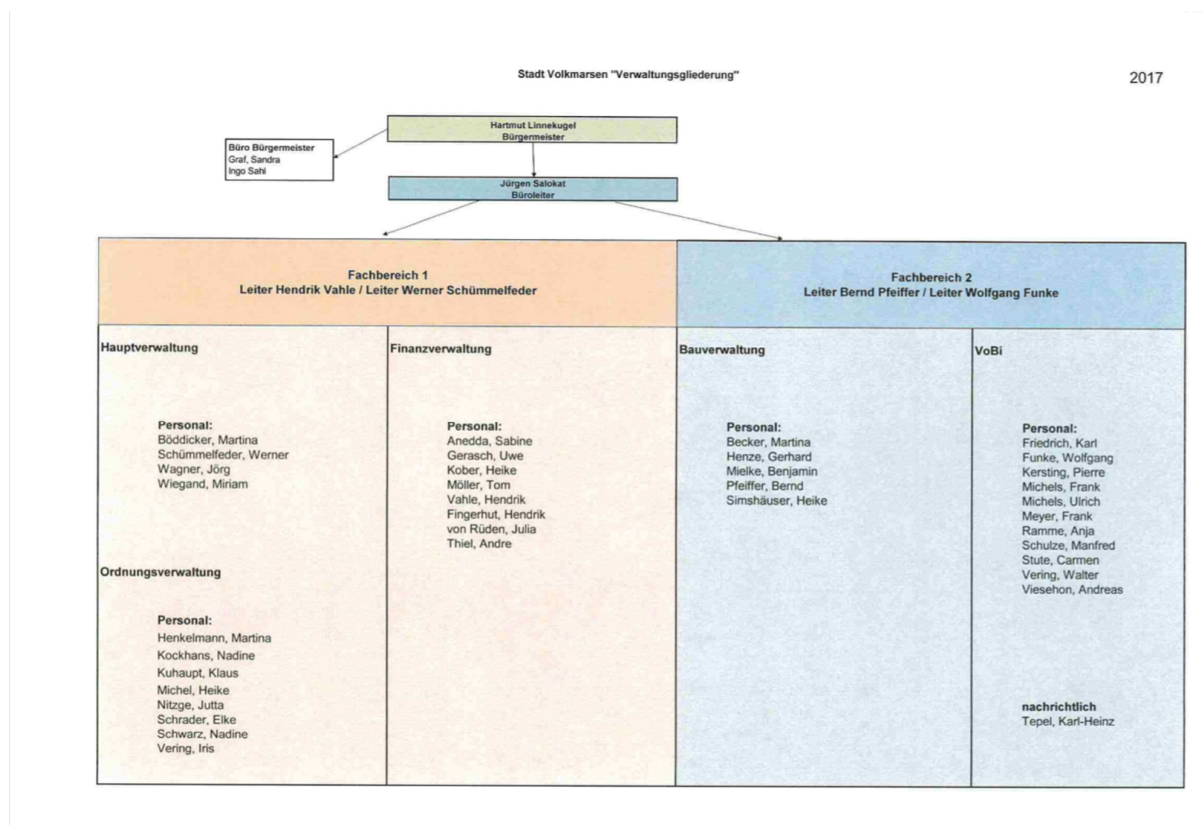 Stadt Volkmarsen "Verwaltungsgliederung"
2017
Hartmut Linnekugel
Bürgermeister
Büro Bürgermeister
Graf, Sandra
Ingo Sahl
Jürgen Salokat
Büroleiter
Fachbereich 1
Leiter Hendrik Vahle / Leiter Werner Schümmelfeder
Fachbereich 2
Leiter Bernd Pfeiffer / Leiter Wolfgang Funke
Hauptverwaltung
Personal:
Böddicker, Martina
Schümmelfeder, Werner
Wagner, Jörg
Wiegand, Miriam
Ordnungsverwaltung
Personal:
Henkelmann, Martina
Kockhans, Nadine
Kuhaupt, Klaus
Michel, Heike
Nitzge, Jutta
Schrader, Elke
Schwarz, Nadine
Vering, Iris
Finanzverwaltung
Personal:
Anedda, Sabine
Gerasch, Uwe
Kober, Heike
Möller, Tom
Vahle, Hendrik
Fingerhut, Hendrik
von Rüden, Julia
Thiel, Andre
Bauverwaltung
Personal:
Becker, Martina
Henze, Gerhard
Mielke, Benjamin
Pfeiffer, Bernd
Simshäuser, Heike
VoBi
Personal:
Friedrich, Karl
Funke, Wolfgang
Kersting, Pierre
Michels, Frank
Michels, Ulrich
Meyer, Frank
Ramme, Anja
Schulze, Manfred
Stute, Carmen
Vering, Walter
Viesehon, Andreas
nachrichtlich
Tepel, Karl-Heinz